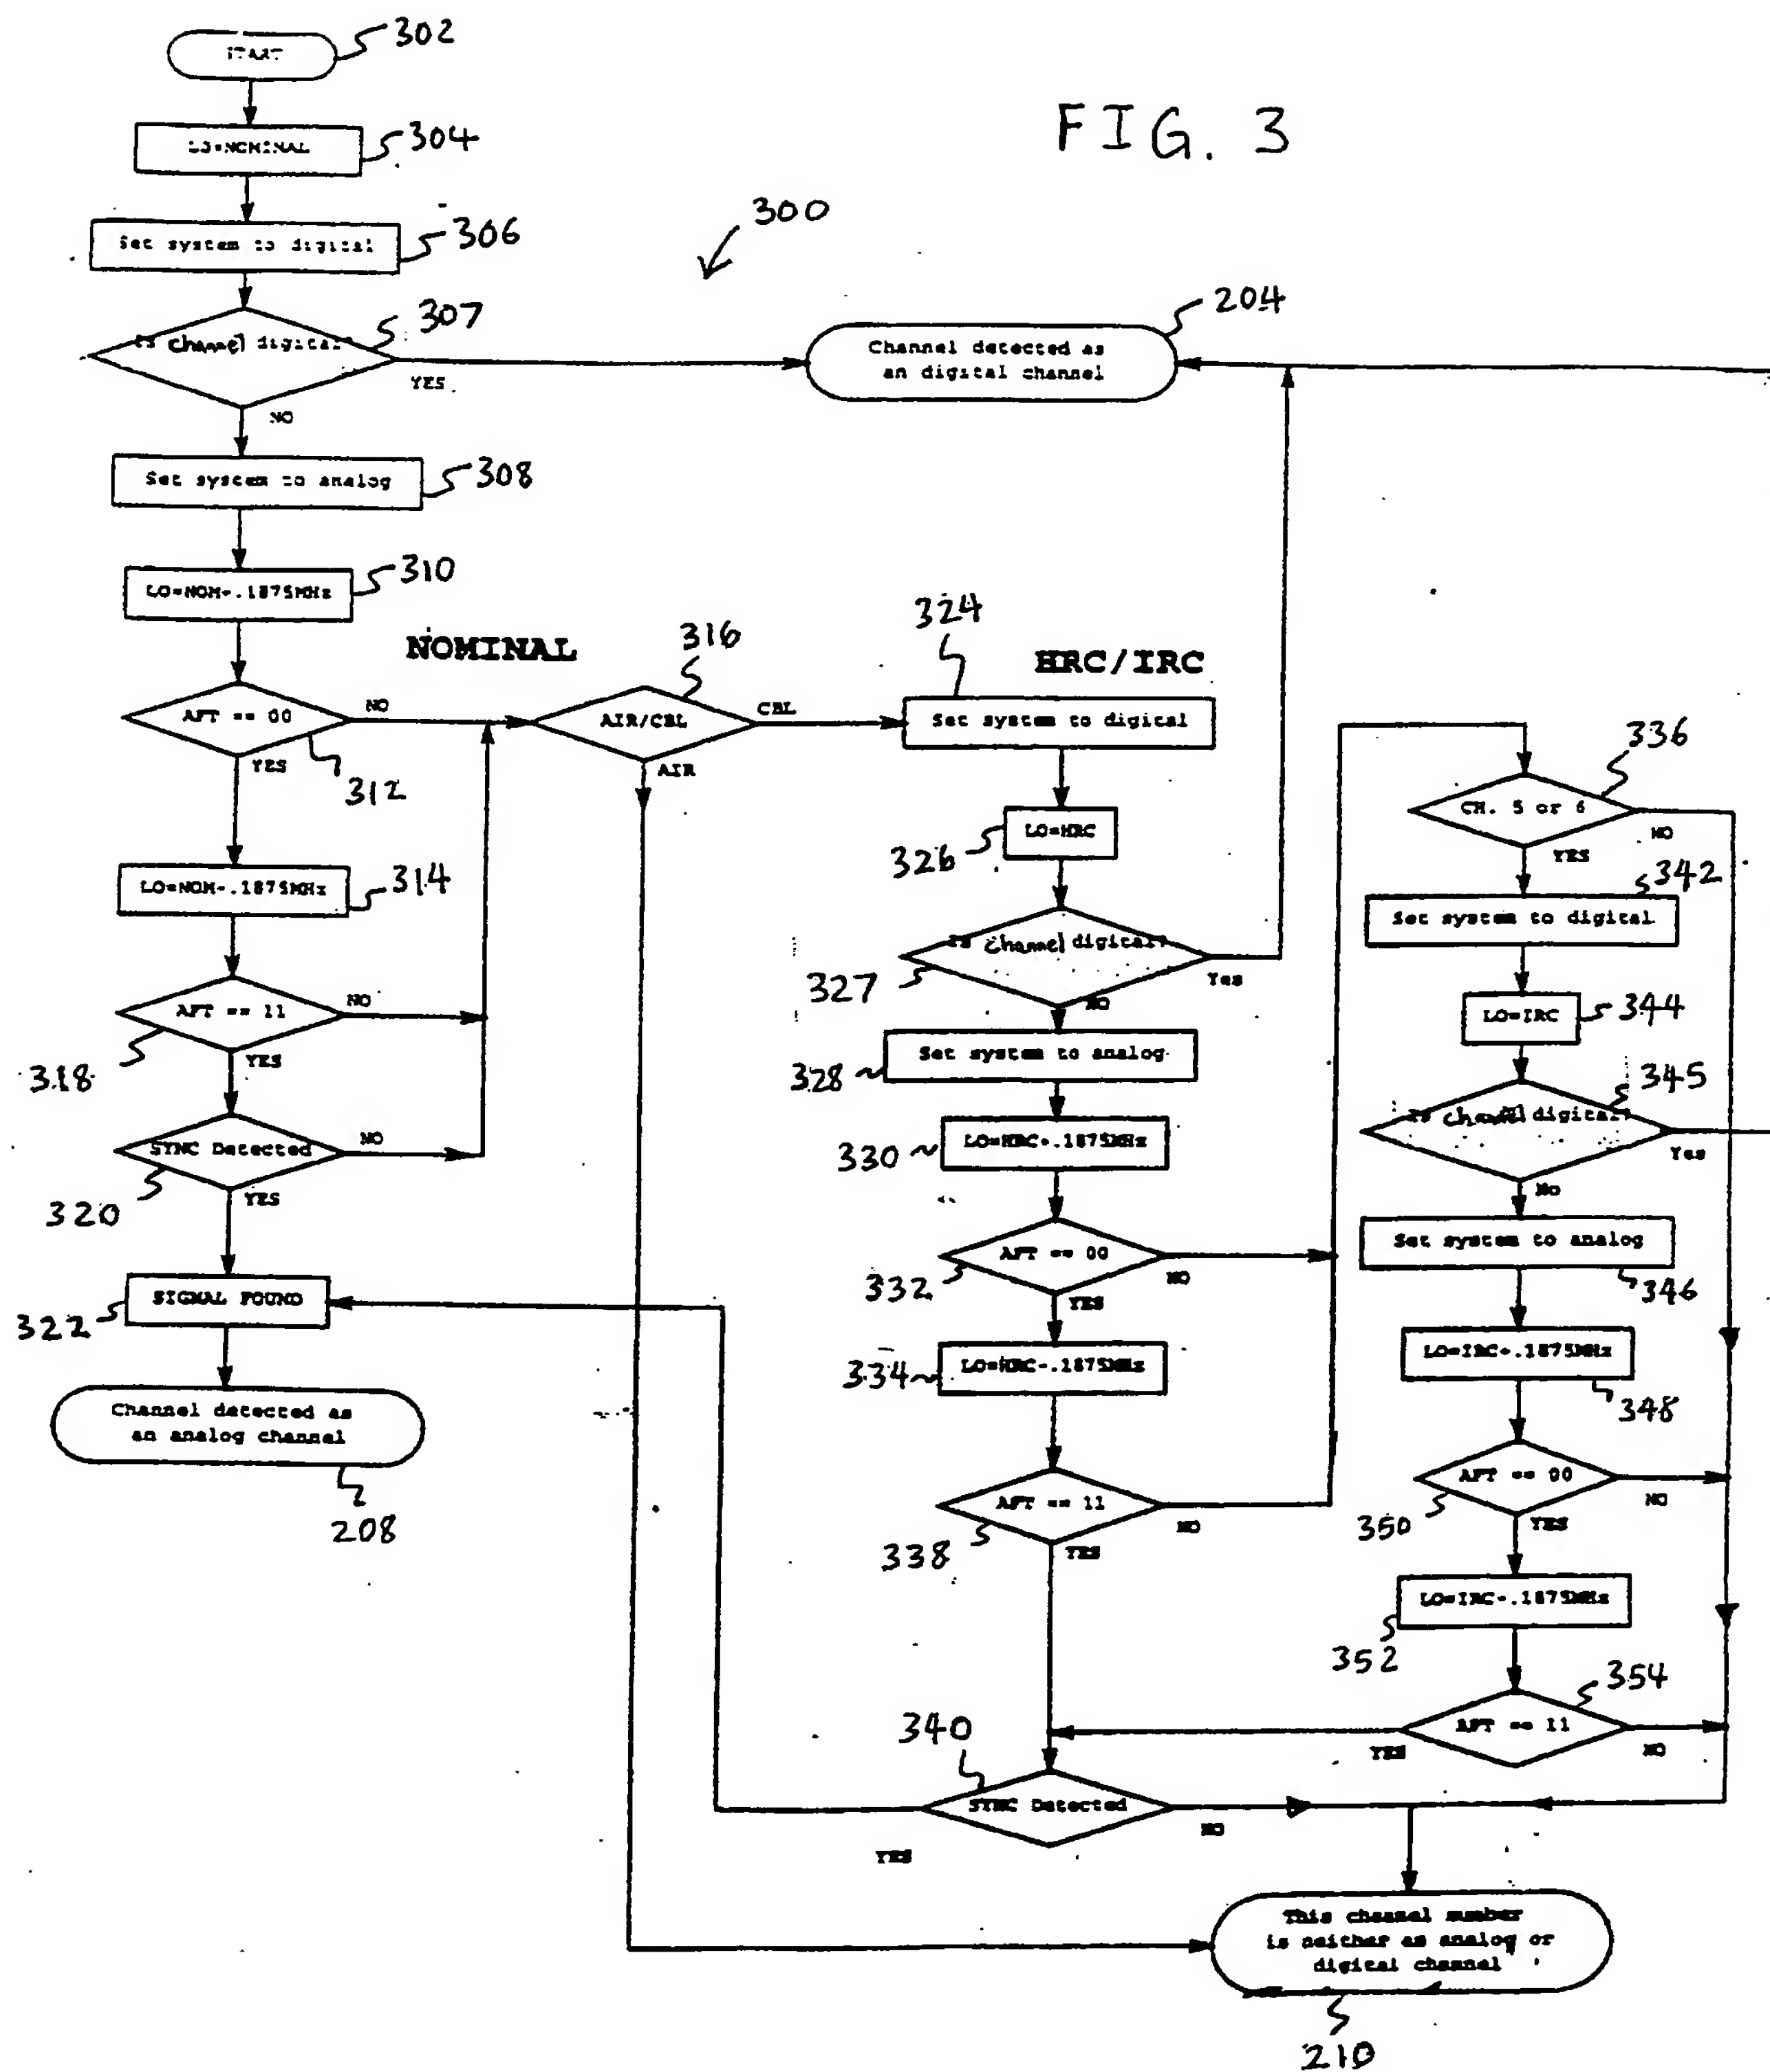 FIG. 3
300
302
START
304
LO=NOMINAL
306
Set system to digital
307
Is channel digital?
YES
NO
204
Channel detected as
an digital channel
308
Set system to analog
310
LO=NOM+.1875MHz
NOMINAL
312
AFT == 00
NO
YES
314
LO=NOM-.1875MHz
318
AFT == 11
NO
YES
320
SYNC Detected
NO
YES
322
SIGNAL FOUND
Channel detected as
an analog channel
208
316
AIR/CBL
CBL
AIR
HRC/IRC
324
Set system to digital
326
LO=HRC
327
Is channel digital?
Yes
NO
328
Set system to analog
330
LO=HRC+.1875MHz
332
AFT == 00
NO
YES
334
LO=HRC-.1875MHz
338
AFT == 11
NO
YES
340
SYNC Detected
NO
YES
336
CH. 5 or 6
NO
YES
342
Set system to digital
344
LO=IRC
345
Is channel digital?
Yes
No
Set system to analog
346
LO=IRC+.1875MHz
348
350
AFT == 00
NO
YES
352
LO=IRC-.1875MHz
354
AFT == 11
YES
NO
This channel number
is neither as analog or
digital channel
210